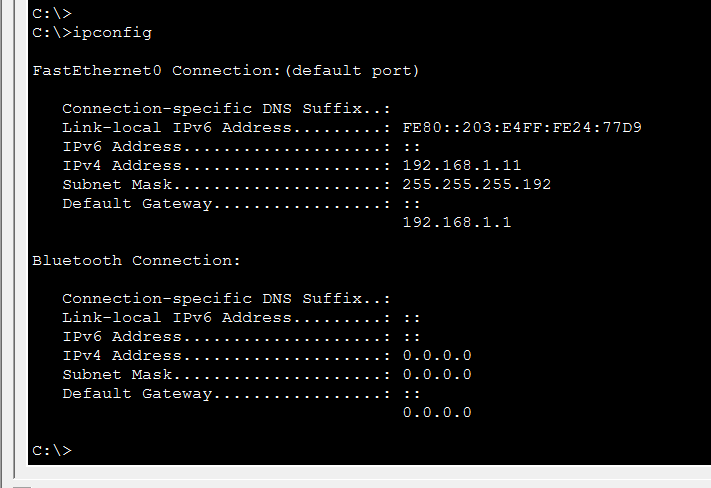 C:\>
C:\>ipconfig
FastEthernet0 Connection:(default port)
Connection-specific DNS Suffix..:
Link-local IPv6 Address.........: FE80::203:E4FF:FE24:77D9
IPv6 Address....................: ::
IPv4 Address....................: 192.168.1.11
Subnet Mask.....................: 255.255.255.192
Default Gateway.................: ::
192.168.1.1
Bluetooth Connection:
Connection-specific DNS Suffix..:
Link-local IPv6 Address.........: ::
IPv6 Address....................: ::
IPv4 Address....................: 0.0.0.0
Subnet Mask.....................: 0.0.0.0
Default Gateway.................: ::
0.0.0.0
C:\>